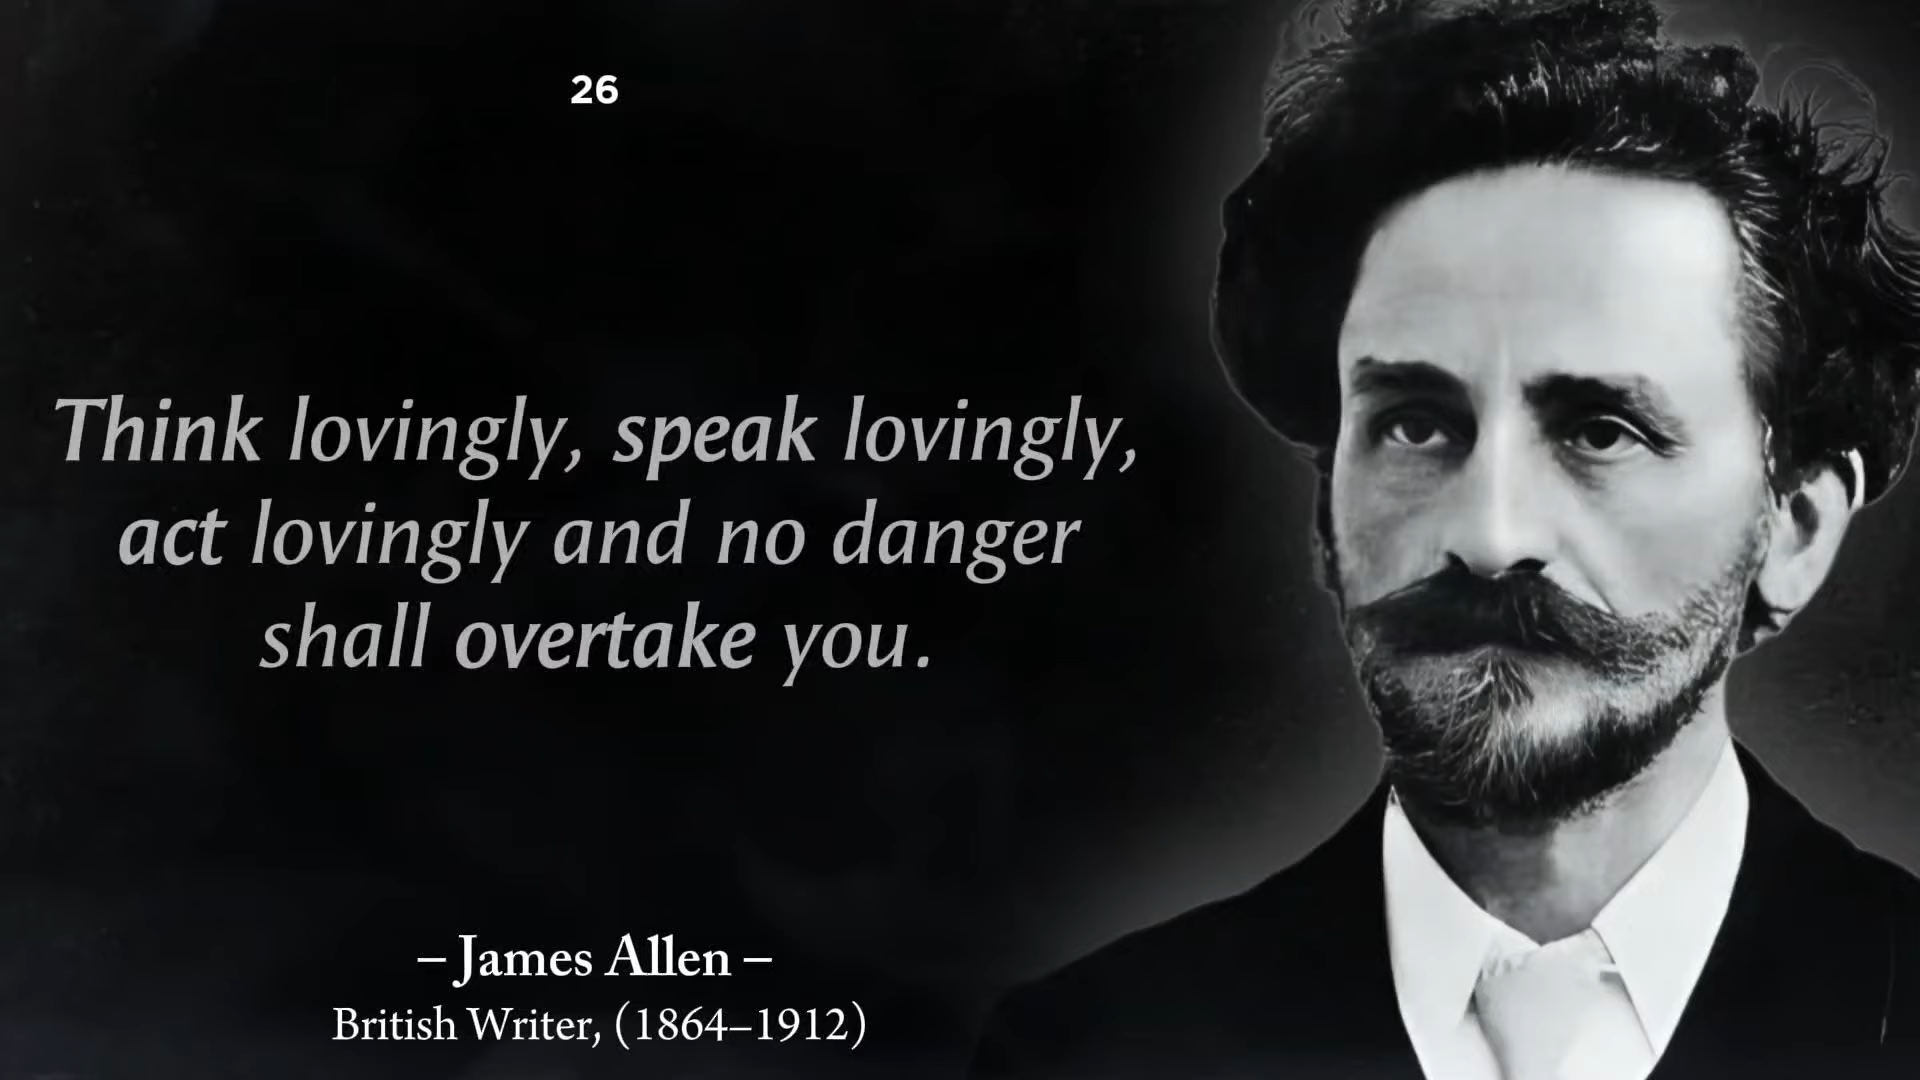 26
Think lovingly, speak lovingly,
act lovingly and no danger
shall overtake you.
– James Allen –
British Writer, (1864–1912)